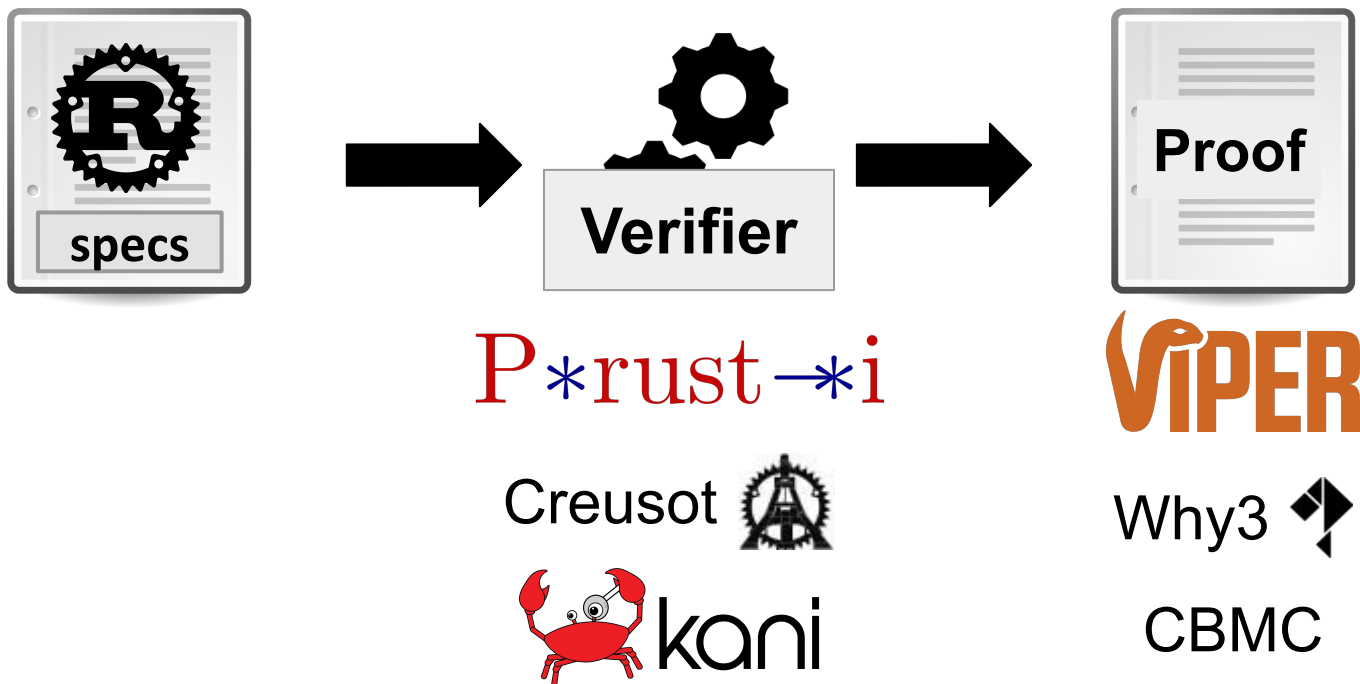 R
specs
Verifier
Proof
P*rust-*i
VIPER
Creusot
Why3
kani
CBMC